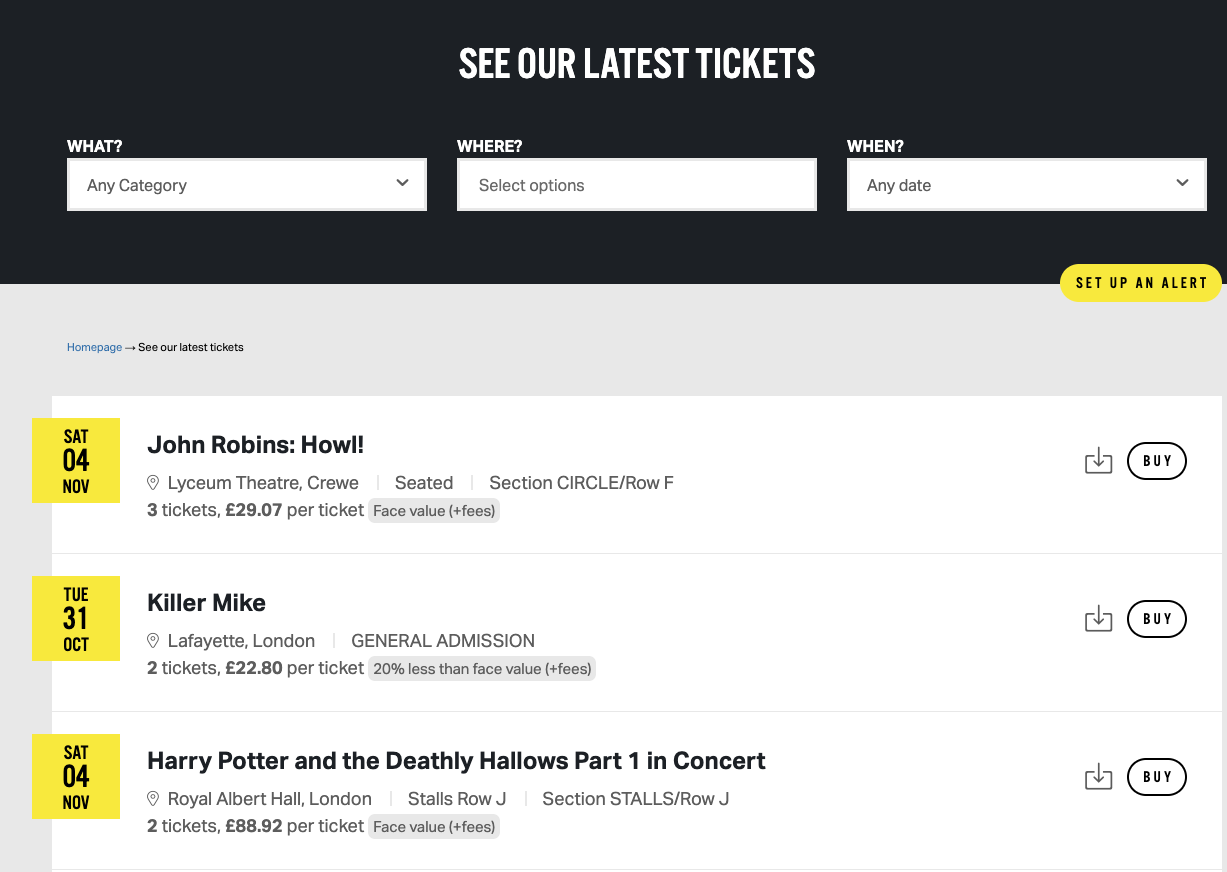 SEE OUR LATEST TICKETS
WHAT? WHERE? WHEN?
Any Category Select options Any date
SET UP AN ALERT
Homepage → See our latest tickets
SAT
04
NOV
John Robins: Howl!
Lyceum Theatre, Crewe | Seated | Section CIRCLE/Row F
3 tickets, £29.07 per ticket Face value (+fees)
BUY
TUE
31
OCT
Killer Mike
Lafayette, London | GENERAL ADMISSION
2 tickets, £22.80 per ticket 20% less than face value (+fees)
BUY
SAT
04
NOV
Harry Potter and the Deathly Hallows Part 1 in Concert
Royal Albert Hall, London | Stalls Row J | Section STALLS/Row J
2 tickets, £88.92 per ticket Face value (+fees)
BUY